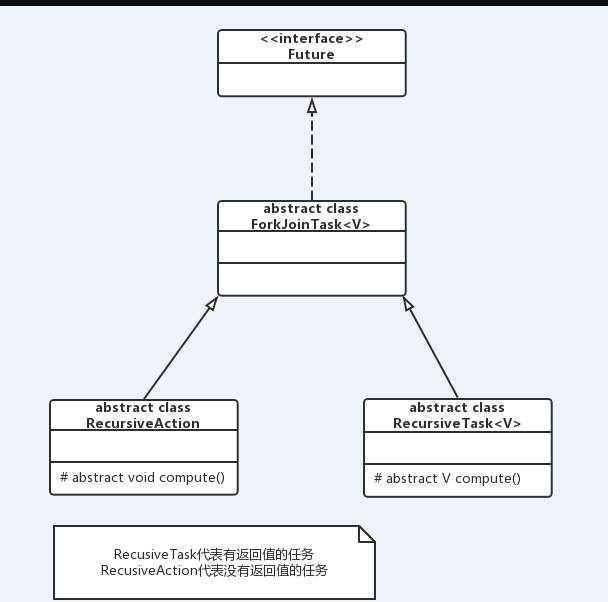 <<interface>>
Future
abstract class
ForkJoinTask<V>
abstract class
RecursiveAction
# abstract void compute()
abstract class
RecursiveTask<V>
# abstract V compute()
RecusiveTask代表有返回值的任务
RecusiveAction代表没有返回值的任务